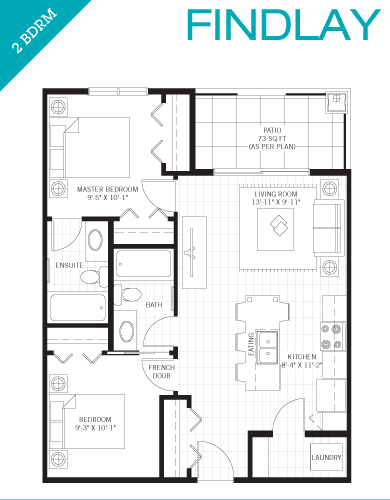 2 BDRM
FINDLAY
PATIO
73 SQ FT
(AS PER PLAN)
MASTER BEDROOM
9'-5" X 10'-1"
LIVING ROOM
13'-11" X 9'-11"
ENSUITE
BATH
EATING
KITCHEN
8'-4" X 11'-2"
FRENCH
DOOR
BEDROOM
9'-3" X 10'-1"
LAUNDRY